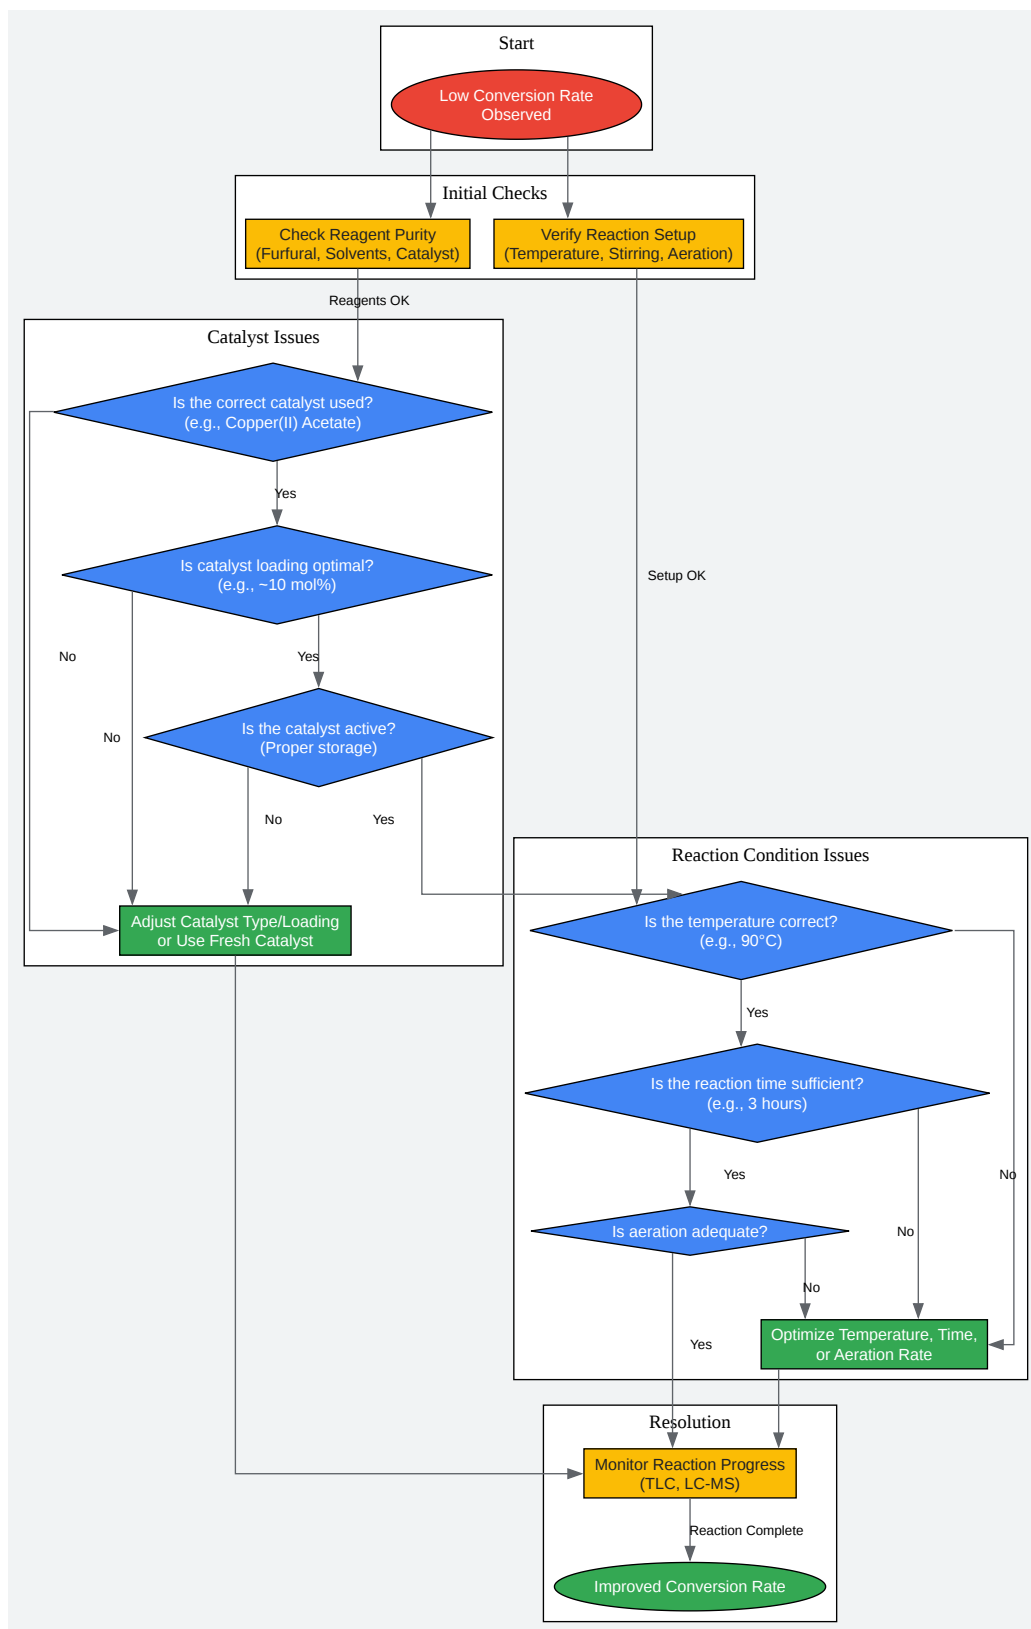 Start
Low Conversion Rate
Observed
Initial Checks
Check Reagent Purity
(Furfural, Solvents, Catalyst)
Verify Reaction Setup
(Temperature, Stirring, Aeration)
Reagents OK
Catalyst Issues
Is the correct catalyst used?
(e.g., Copper(II) Acetate)
Yes
Is catalyst loading optimal?
(e.g., ~10 mol%)
Setup OK
No
Yes
Is the catalyst active?
(Proper storage)
No
No
Yes
Adjust Catalyst Type/Loading
or Use Fresh Catalyst
Reaction Condition Issues
Is the temperature correct?
(e.g., 90°C)
Yes
Is the reaction time sufficient?
(e.g., 3 hours)
Yes
No
Is aeration adequate?
No
No
Yes
Optimize Temperature, Time,
or Aeration Rate
Resolution
Monitor Reaction Progress
(TLC, LC-MS)
Reaction Complete
Improved Conversion Rate